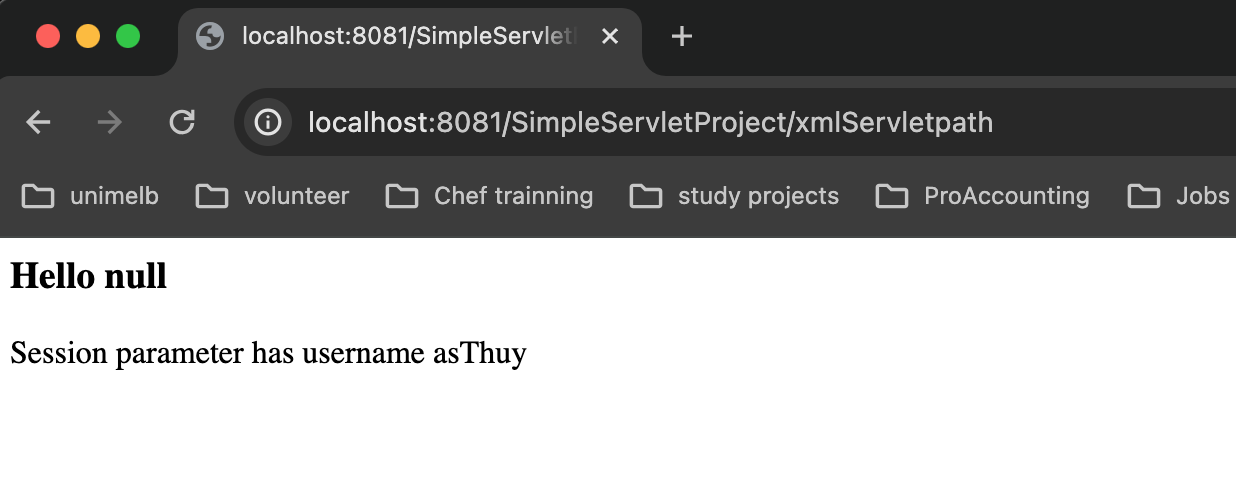 localhost:8081/SimpleServlet
localhost:8081/SimpleServletProject/xmlServletpath
unimelb volunteer Chef trainning study projects ProAccounting Jobs
Hello null
Session parameter has username asThuy